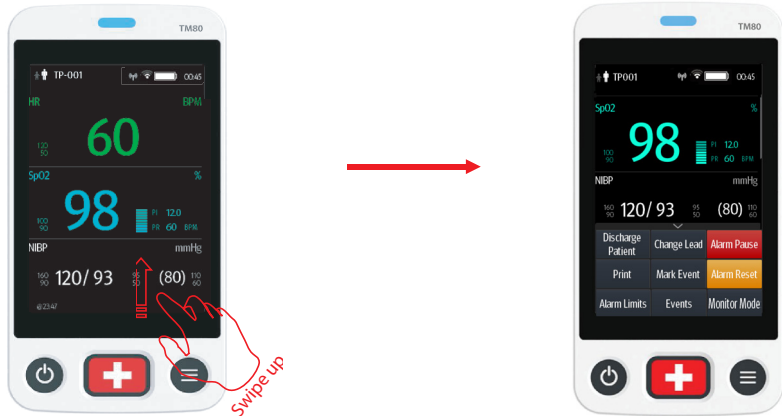 TM80
TP-001
00:45
HR
BPM
120
50
60
SpO2
%
100
90
98
PI 12.0
PR 60 BPM
NIBP
mmHg
160
90
120/ 93
95
50
(80)
110
60
@23:47
Swipe up
TM80
TP001
00:45
SpO2
%
100
90
98
PI 12.0
PR 60 BPM
NIBP
mmHg
160
90
120/ 93
95
50
(80)
110
60
Discharge
Patient
Change Lead
Alarm Pause
Print
Mark Event
Alarm Reset
Alarm Limits
Events
Monitor Mode